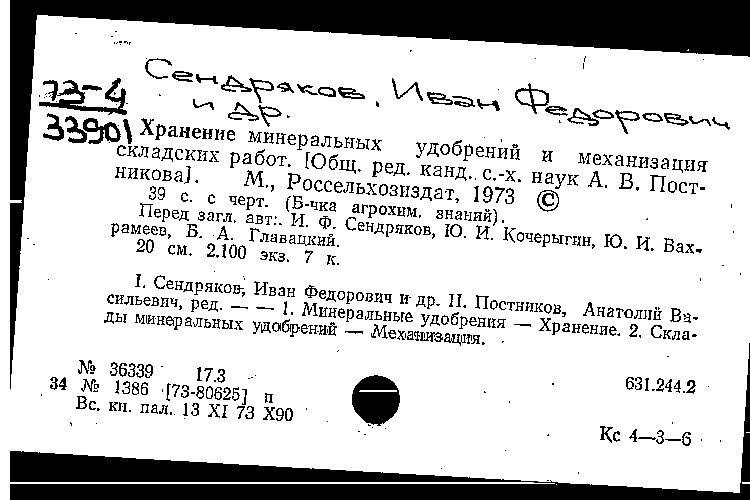 Сендряков, Иван Федорович
и др.
73-4
33901
Хранение минеральных удобрений и механизация
складских работ. [Общ. ред. канд. с.-х. наук А. В. Пост-
никова]. М., Россельхозиздат, 1973 ©
39 с. с черт. (Б-чка агрохим. знаний).
Перед загл. авт.: И. Ф. Сендряков, Ю. И. Кочерыгин, Ю. И. Вах-
рамеев, Б. А. Главацкий.
20 см. 2.100 экз. 7 к.
I. Сендряков, Иван Федорович и др. II. Постников, Анатолий Ва-
сильевич, ред. — — 1. Минеральные удобрения — Хранение. 2. Скла-
ды минеральных удобрений — Механизация.
№ 36339 17.3
34 № 1386 [73-80625] п
Вс. кн. пал. 13 XI 73 Х90
631.244.2
Кс 4—3—6